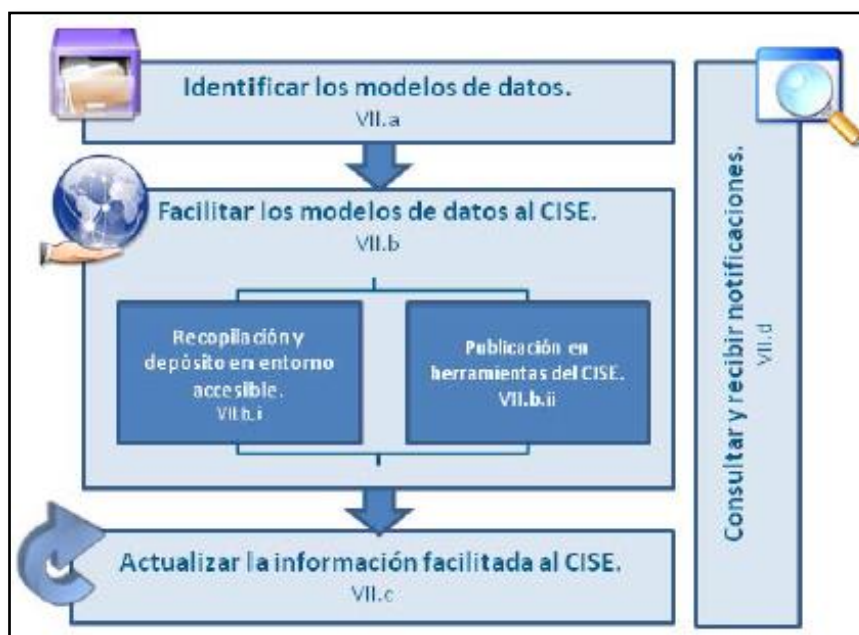 Identificar los modelos de datos.
VII.a
Facilitar los modelos de datos al CISE.
VII.b
Recopilación y
depósito en entorno
accesible.
VII.b.i
Publicación en
herramientas del CISE.
VII.b.ii
Actualizar la información facilitada al CISE.
VII.c
Consultar y recibir notificaciones.
VII.d